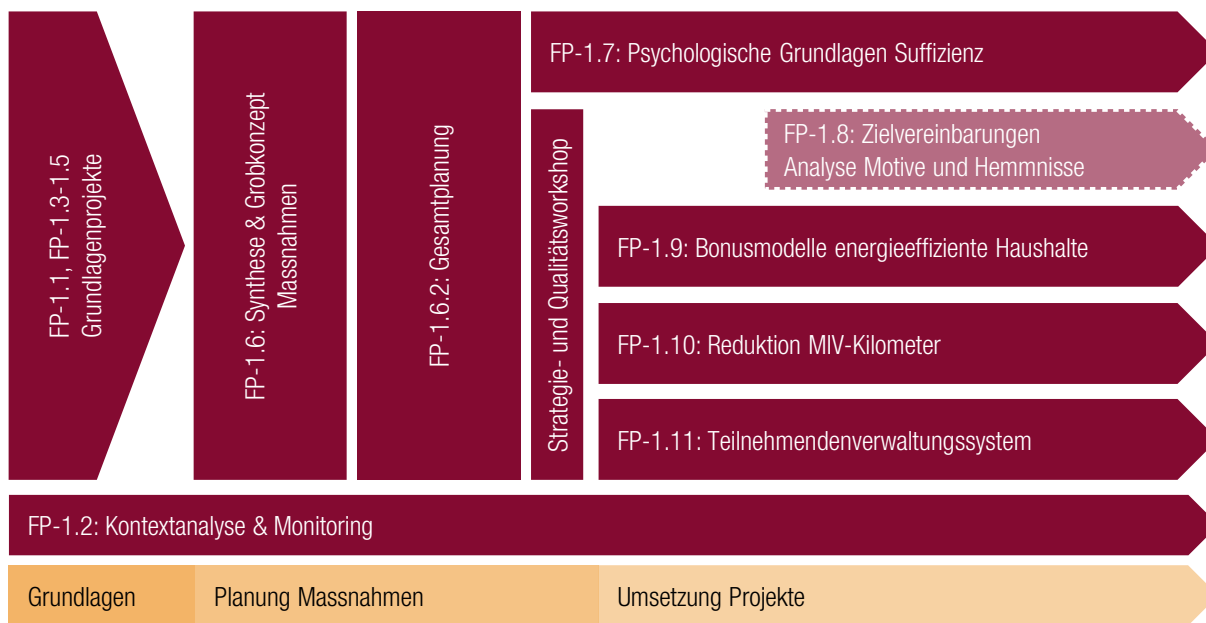 FP-1.1, FP-1.3-1.5
Grundlagenprojekte
FP-1.6: Synthese & Grobkonzept
Massnahmen
FP-1.6.2: Gesamtplanung
Strategie- und Qualitätsworkshop
FP-1.7: Psychologische Grundlagen Suffizienz
FP-1.8: Zielvereinbarungen
Analyse Motive und Hemmnisse
FP-1.9: Bonusmodelle energieeffiziente Haushalte
FP-1.10: Reduktion MIV-Kilometer
FP-1.11: Teilnehmendenverwaltungssystem
FP-1.2: Kontextanalyse & Monitoring
Grundlagen
Planung Massnahmen
Umsetzung Projekte